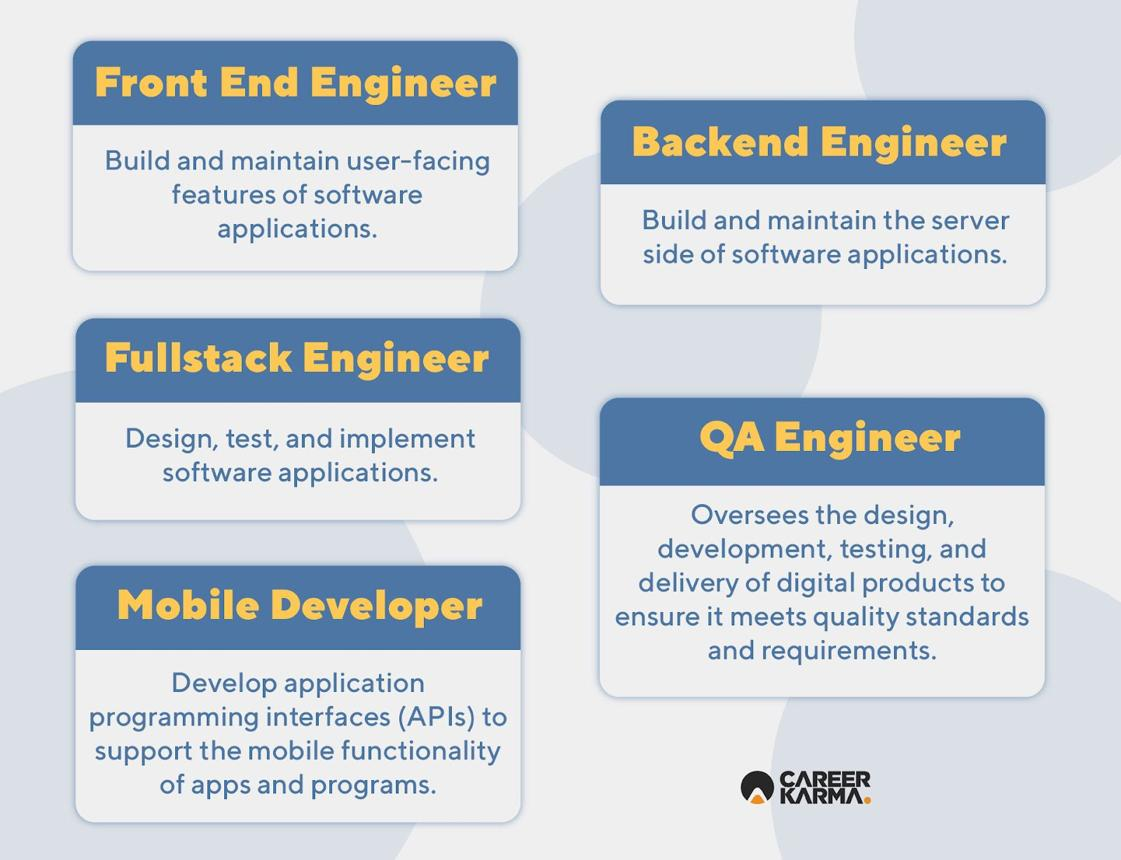 Front End Engineer
Build and maintain user-facing
features of software
applications.
Backend Engineer
Build and maintain the server
side of software applications.
Fullstack Engineer
Design, test, and implement
software applications.
QA Engineer
Oversees the design,
development, testing, and
delivery of digital products to
ensure it meets quality standards
and requirements.
Mobile Developer
Develop application
programming interfaces (APIs) to
support the mobile functionality
of apps and programs.
CAREER
KARMA.